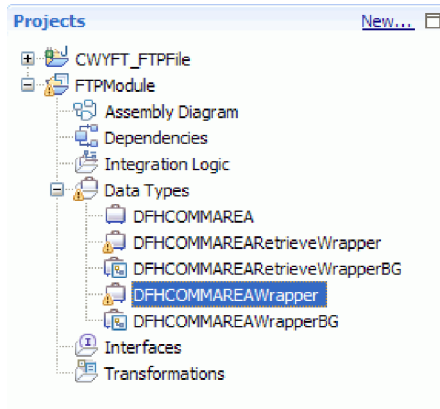 Projects New...
CWYFT_FTPFile
FTPModule
Assembly Diagram
Dependencies
Integration Logic
Data Types
DFHCOMMAREA
DFHCOMMAREARetrieveWrapper
DFHCOMMAREARetrieveWrapperBG
DFHCOMMAREAWrapper
DFHCOMMAREAWrapperBG
Interfaces
Transformations